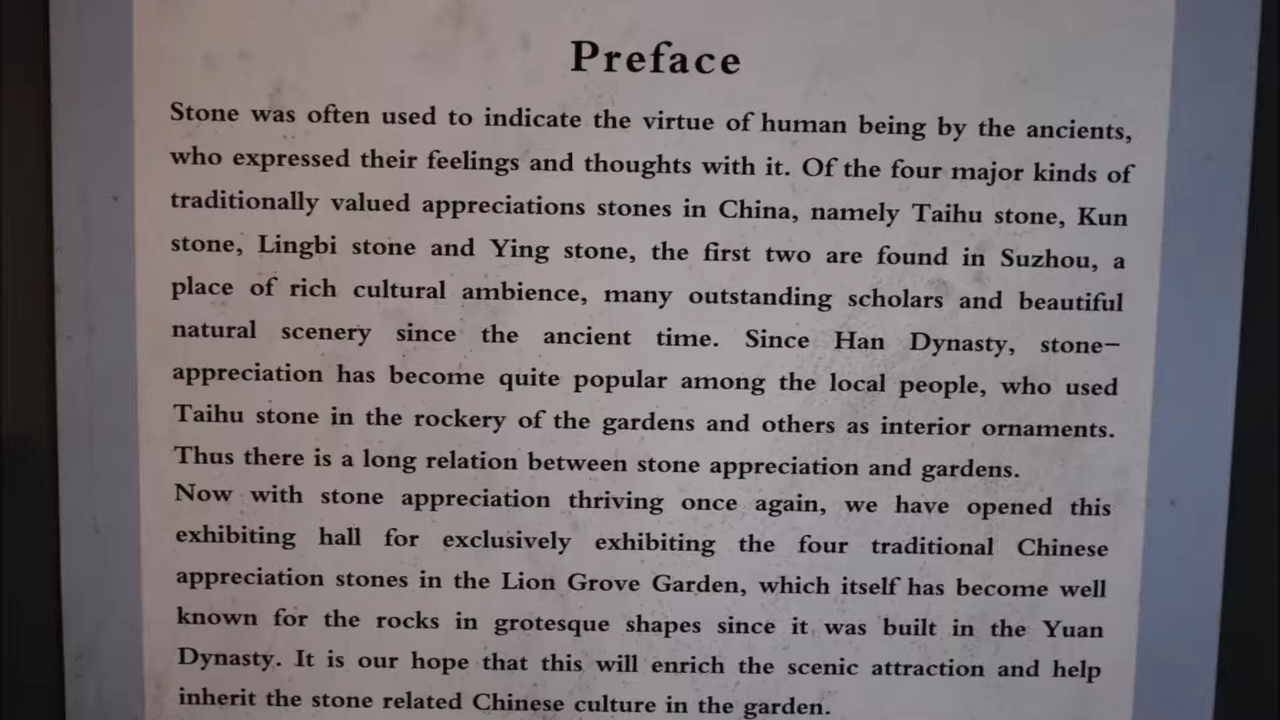 Preface
Stone was often used to indicate the virtue of human being by the ancients,
who expressed their feelings and thoughts with it. Of the four major kinds of
traditionally valued appreciations stones in China, namely Taihu stone, Kun
stone, Lingbi stone and Ying stone, the first two are found in Suzhou, a
place of rich cultural ambience, many outstanding scholars and beautiful
natural scenery since the ancient time. Since Han Dynasty, stone-
appreciation has become quite popular among the local people, who used
Taihu stone in the rockery of the gardens and others as interior ornaments.
Thus there is a long relation between stone appreciation and gardens.
Now with stone appreciation thriving once again, we have opened this
exhibiting hall for exclusively exhibiting the four traditional Chinese
appreciation stones in the Lion Grove Garden, which itself has become well
known for the rocks in grotesque shapes since it was built in the Yuan
Dynasty. It is our hope that this will enrich the scenic attraction and help
inherit the stone related Chinese culture in the garden.